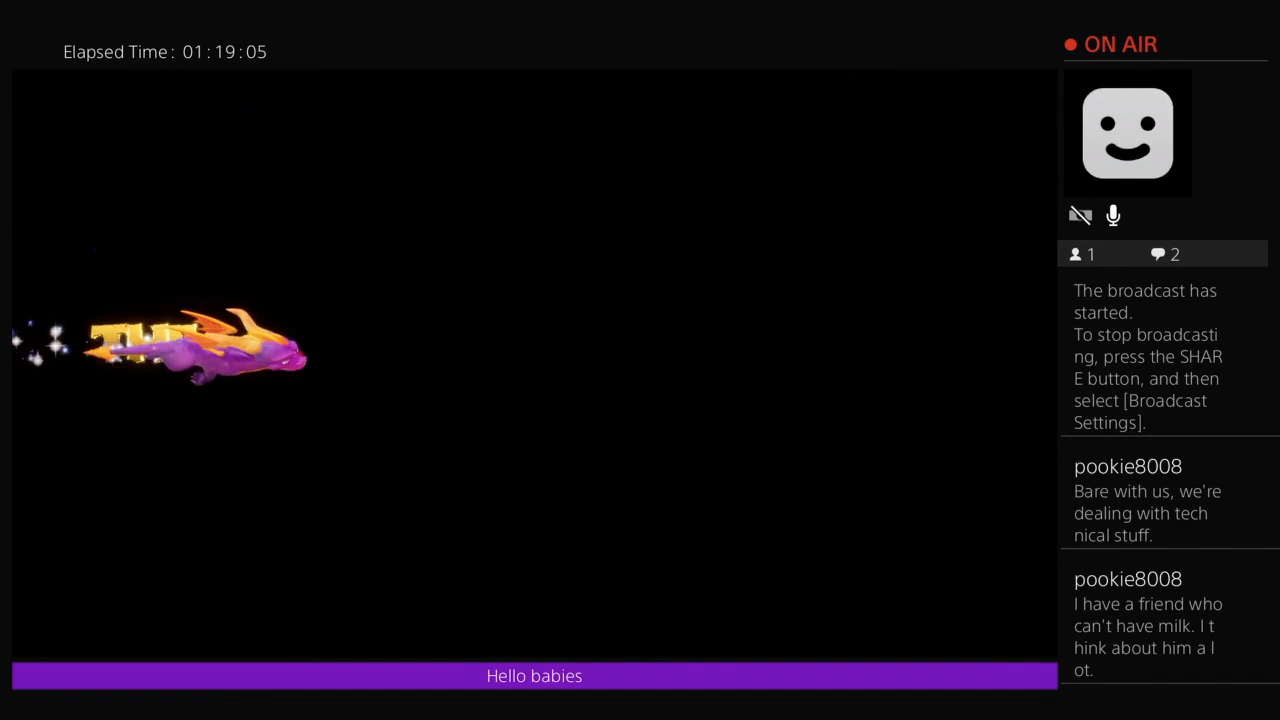 Elapsed Time: 01:19:05
ON AIR
1 2
The broadcast has
started.
To stop broadcasti
ng, press the SHAR
E button, and then
select [Broadcast
Settings].
pookie8008
Bare with us, we're
dealing with tech
nical stuff.
pookie8008
I have a friend who
can't have milk. I t
hink about him a l
ot.
Hello babies